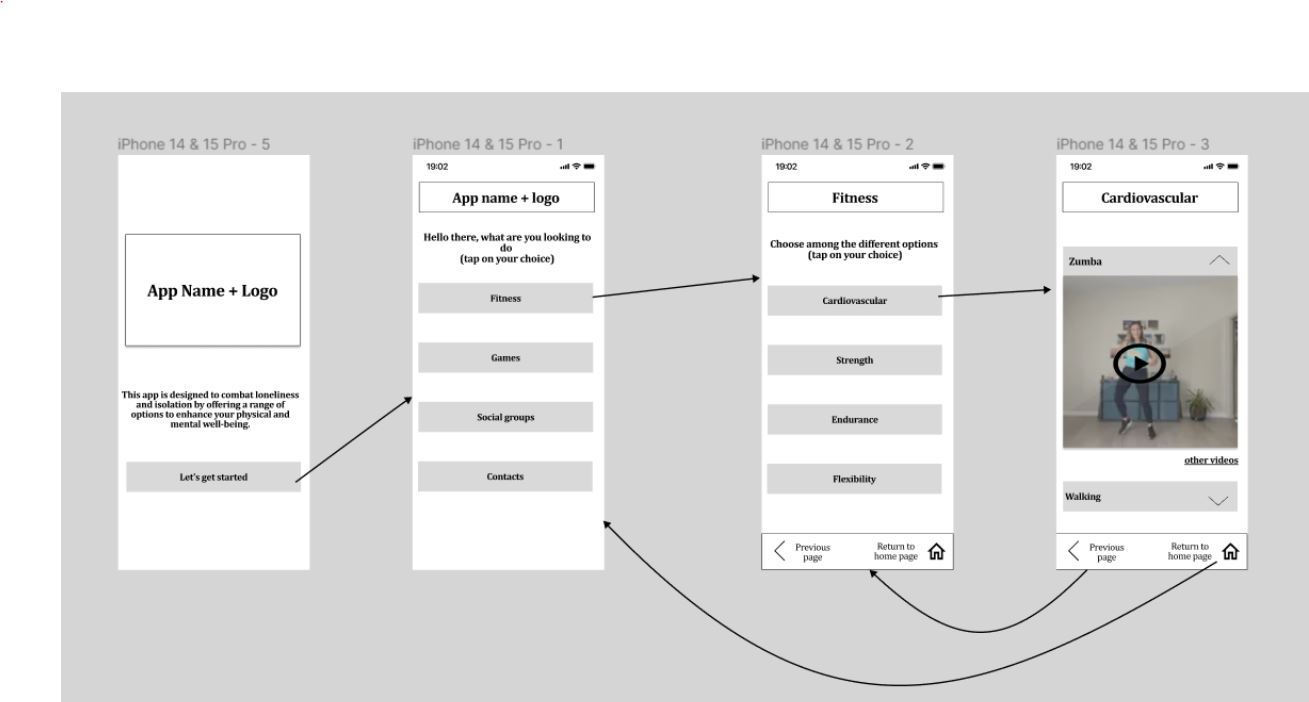 iPhone 14 & 15 Pro - 5
App Name + Logo
This app is designed to combat loneliness
and isolation by offering a range of
options to enhance your physical and
mental well-being.
Let's get started
iPhone 14 & 15 Pro - 1
19:02
App name + logo
Hello there, what are you looking to
do
(tap on your choice)
Fitness
Games
Social groups
Contacts
iPhone 14 & 15 Pro - 2
19:02
Fitness
Choose among the different options
(tap on your choice)
Cardiovascular
Strength
Endurance
Flexibility
Previous
page
Return to
home page
iPhone 14 & 15 Pro - 3
19:02
Cardiovascular
Zumba
other videos
Walking
Previous
page
Return to
home page